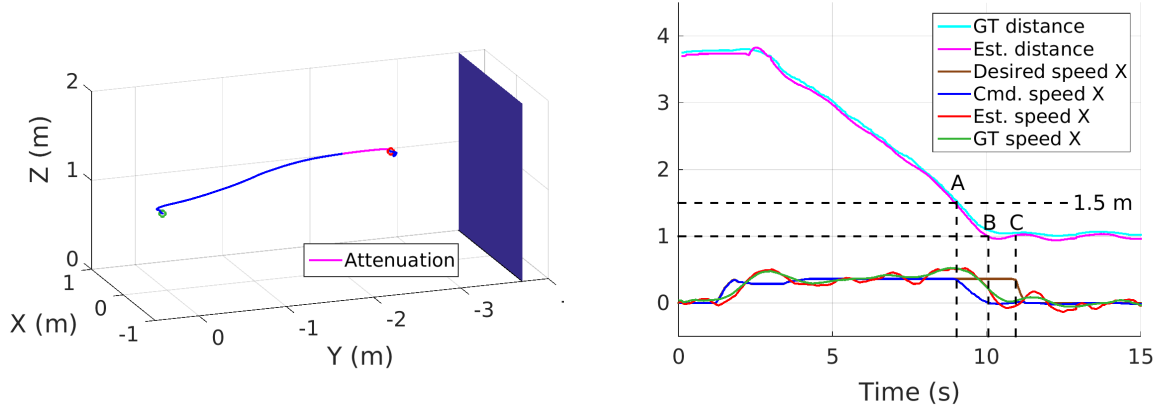 2
1
0
Z (m)
1
0
-1
X (m)
0
-1
-2
-3
Y (m)
Attenuation
4
3
2
1
0
GT distance
Est. distance
Desired speed X
Cmd. speed X
Est. speed X
GT speed X
A
1.5 m
B C
0 5 10 15
Time (s)